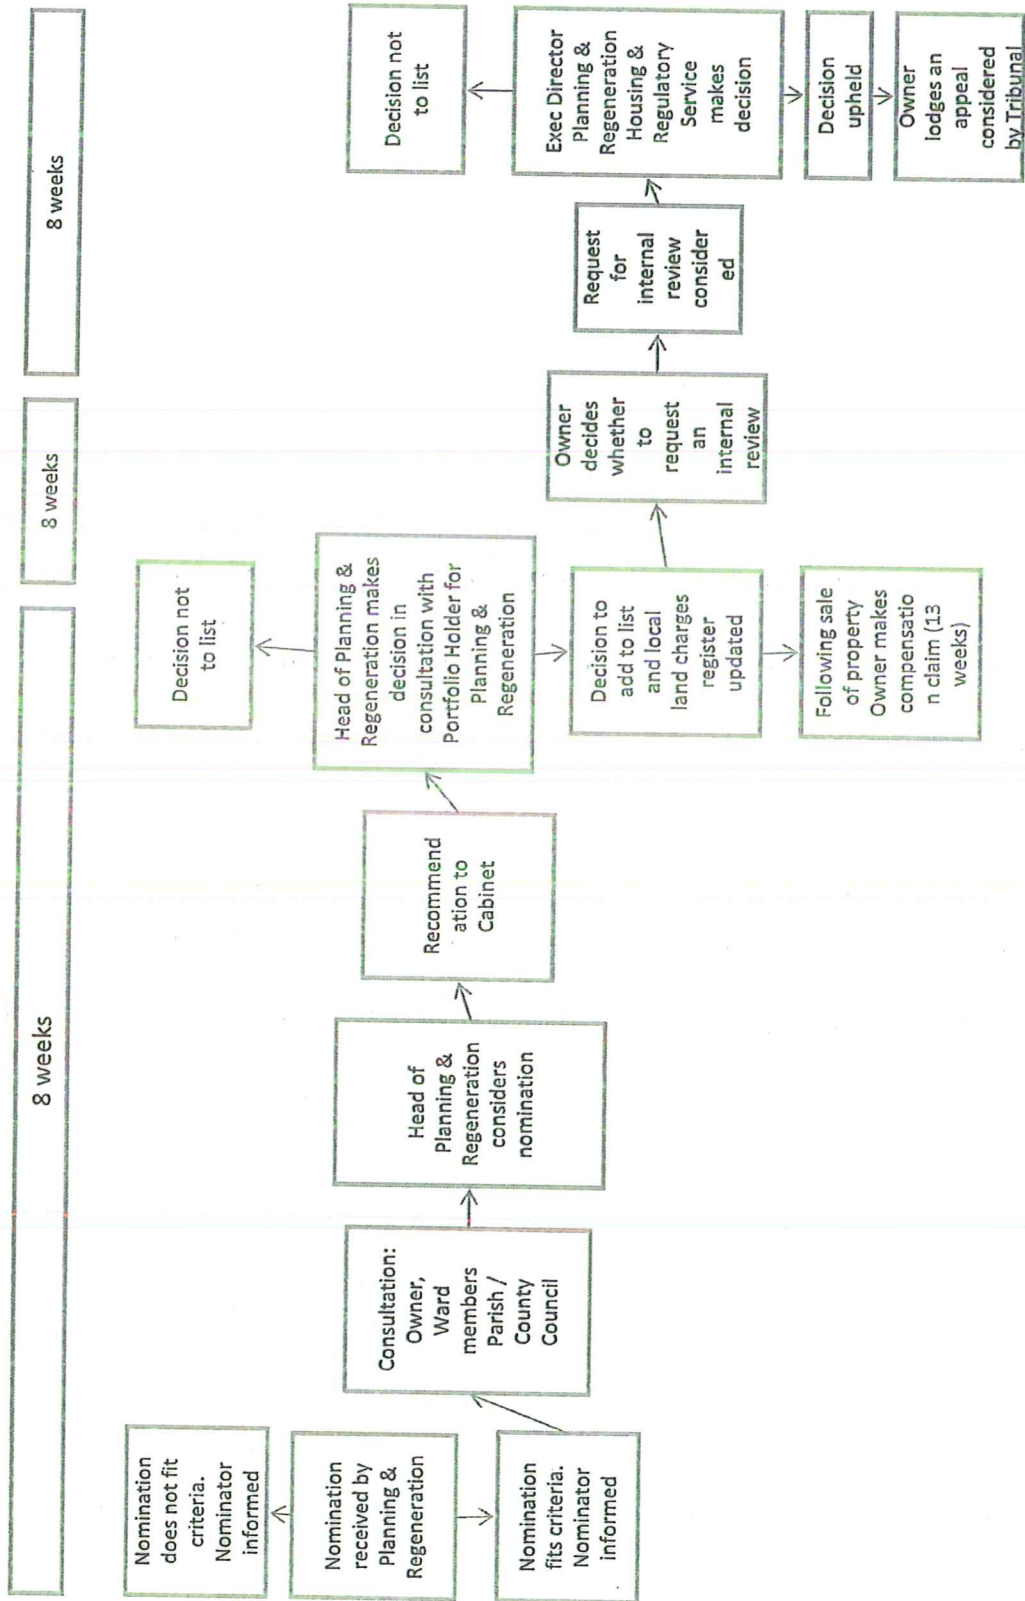 8 weeks
8 weeks
8 weeks
Nomination
does not fit
criteria.
Nominator
informed
Nomination
received by
Planning &
Regeneration
Nomination
fits criteria.
Nominator
informed
Consultation:
Owner,
Ward
members
Parish /
County
Council
Head of
Planning &
Regeneration
considers
nomination
Recommend
ation to
Cabinet
Decision not
to list
Head of Planning &
Regeneration makes
decision in
consultation with
Portfolio Holder for
Planning &
Regeneration
Decision to
add to list
and local
land charges
register
updated
Following sale
of property
Owner makes
compensatio
n claim (13
weeks)
Owner
decides
whether
to
request
an
internal
review
Request
for
internal
review
consider
ed
Decision not
to list
Exec Director
Planning &
Regeneration
Housing &
Regulatory
Service
makes
decision
Decision
upheld
Owner
lodges an
appeal
considered
by Tribunal